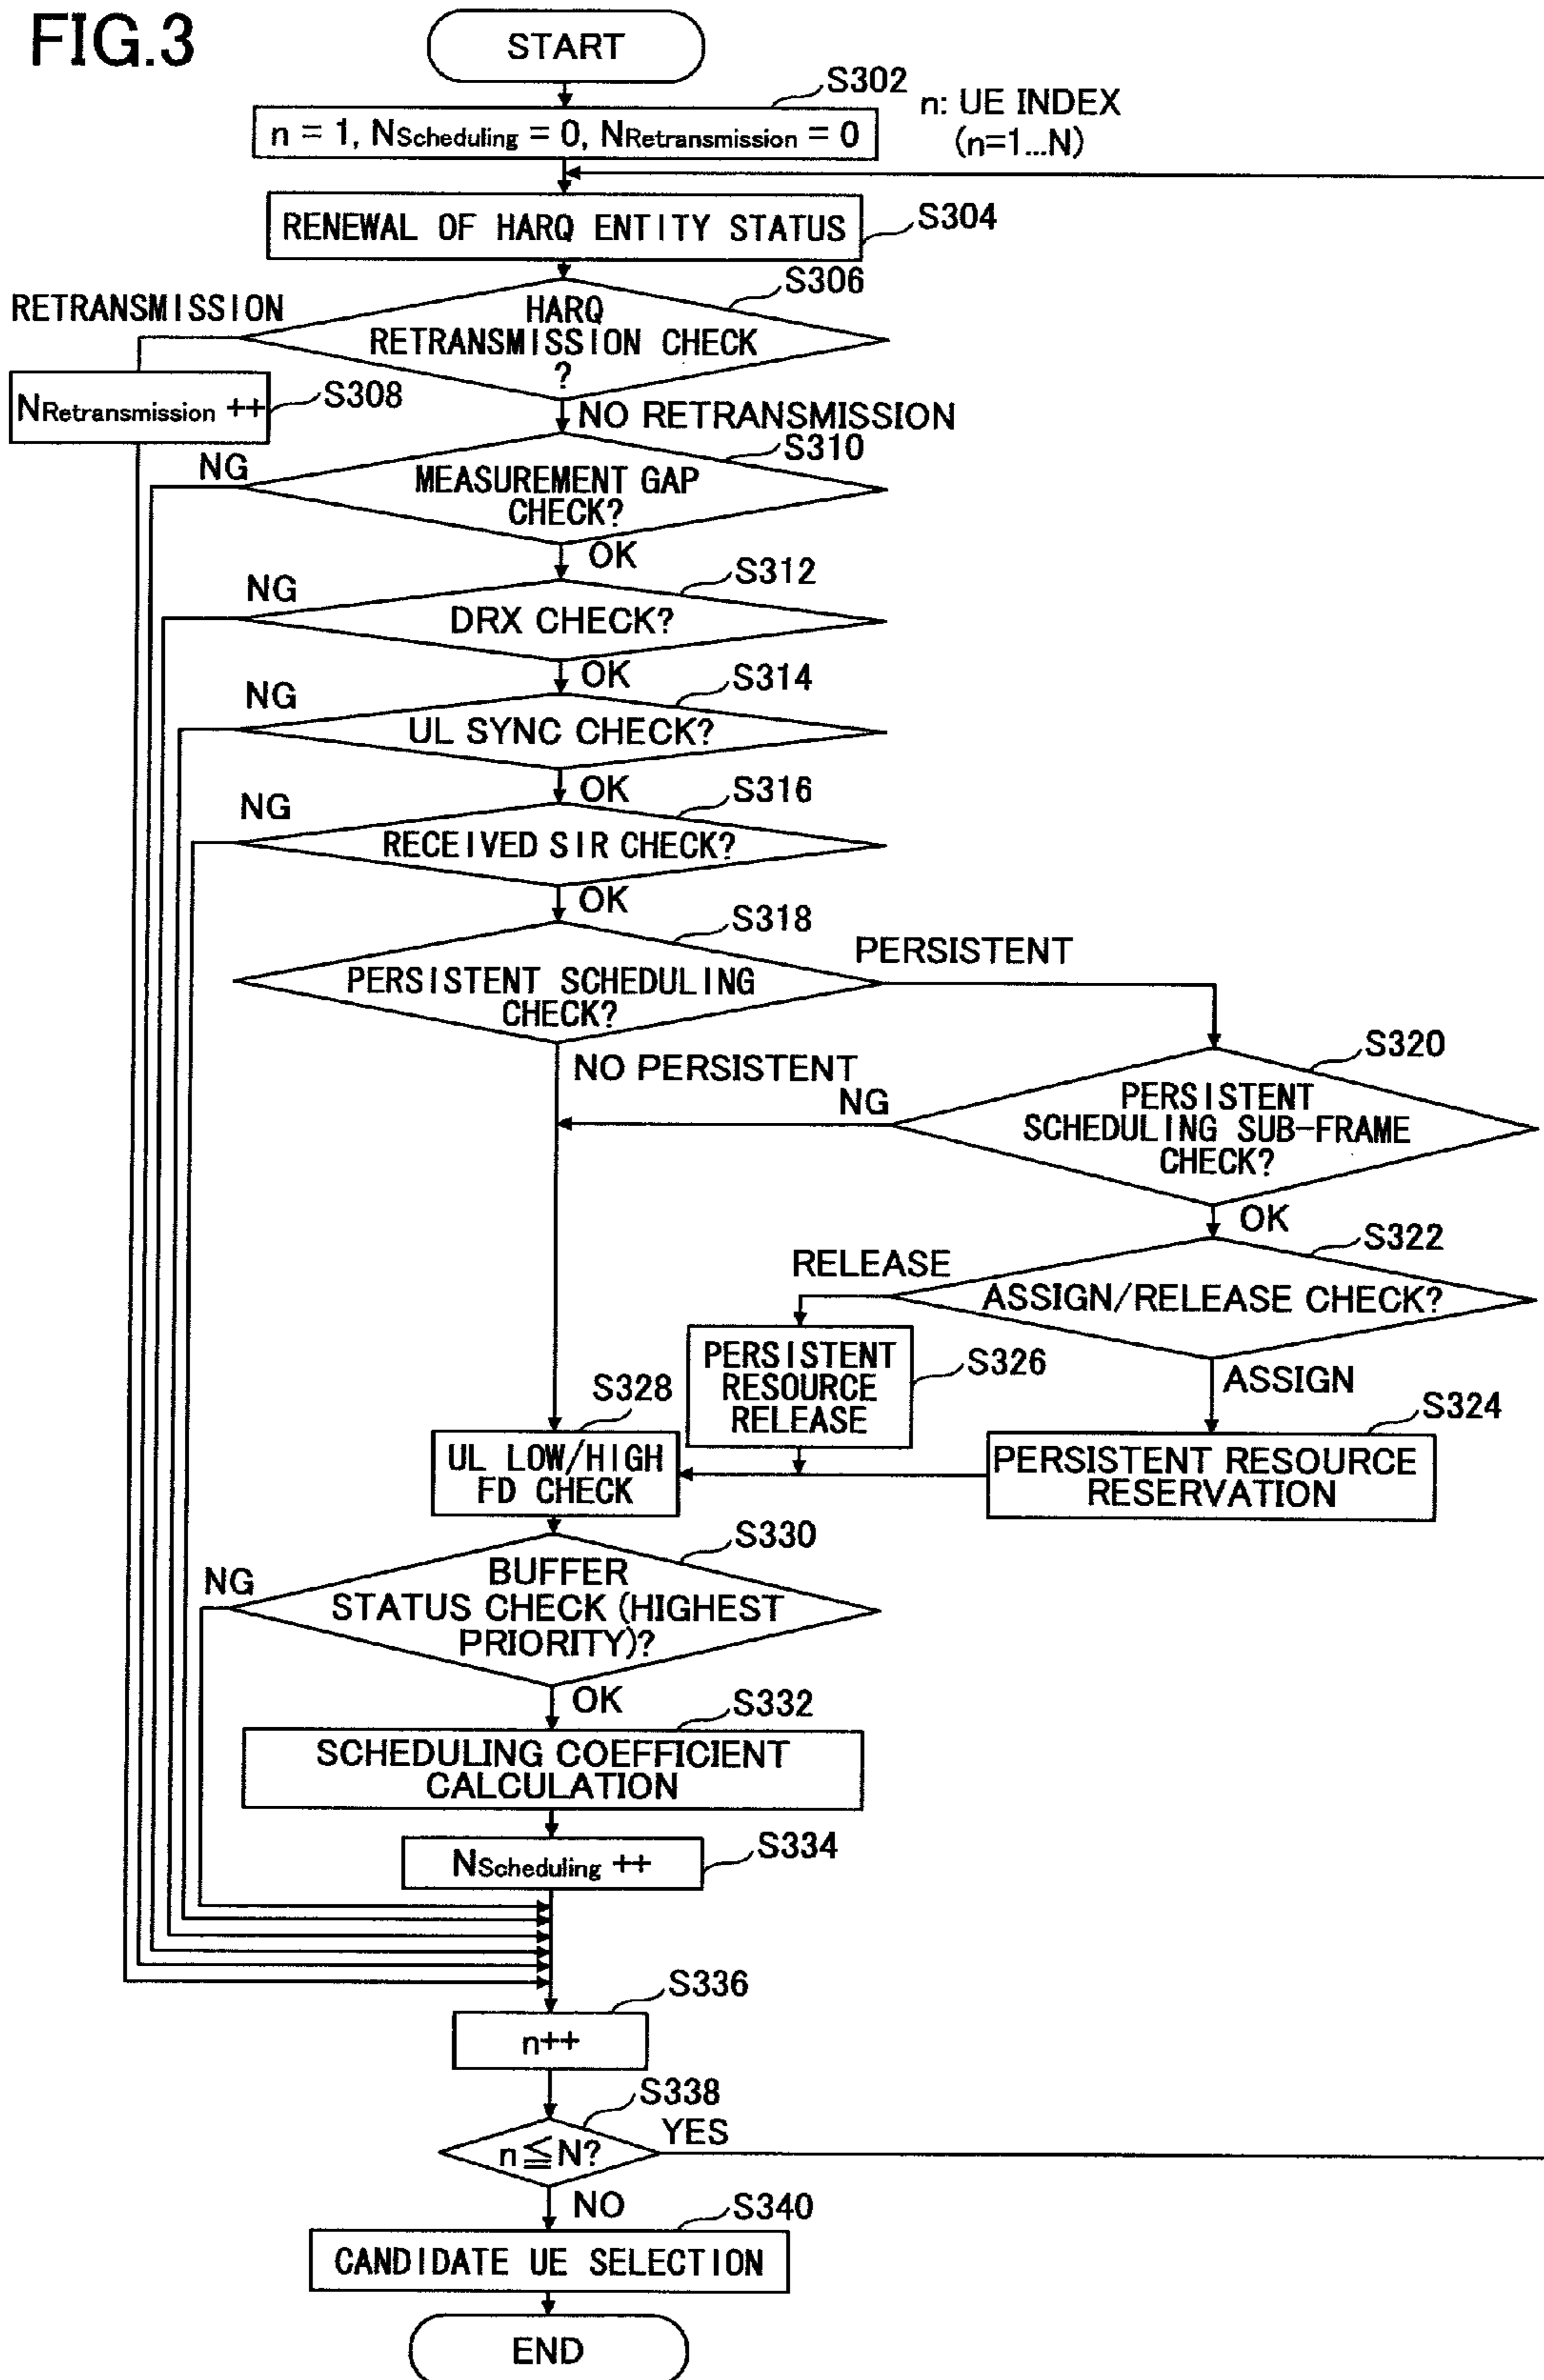 FIG.3
START
S302
n: UE INDEX
(n=1...N)
n = 1, NScheduling = 0, NRetransmission = 0
RENEWAL OF HARQ ENTITY STATUS
S304
S306
RETRANSMISSION
HARQ
RETRANSMISSION CHECK
?
NRetransmission ++
S308
NO RETRANSMISSION
S310
NG
MEASUREMENT GAP
CHECK?
OK
S312
NG
DRX CHECK?
OK
S314
NG
UL SYNC CHECK?
OK
S316
NG
RECEIVED SIR CHECK?
OK
S318
PERSISTENT
PERSISTENT SCHEDULING
CHECK?
NO PERSISTENT
S320
NG
PERSISTENT
SCHEDULING SUB-FRAME
CHECK?
OK
S322
RELEASE
ASSIGN/RELEASE CHECK?
PERSISTENT
RESOURCE
RELEASE
S326
ASSIGN
S328
S324
UL LOW/HIGH
FD CHECK
PERSISTENT RESOURCE
RESERVATION
S330
NG
BUFFER
STATUS CHECK (HIGHEST
PRIORITY)?
OK
S332
SCHEDULING COEFFICIENT
CALCULATION
S334
NScheduling ++
S336
n++
S338
n≦N?
YES
NO
S340
CANDIDATE UE SELECTION
END